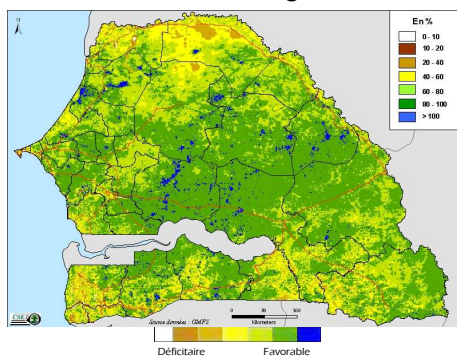 N
En %
0 - 10
10 - 20
20 - 40
40 - 60
60 - 80
80 - 100
> 100
CSE
Source données : GMFS
0 50 100
Kilometers
Déficitaire Favorable